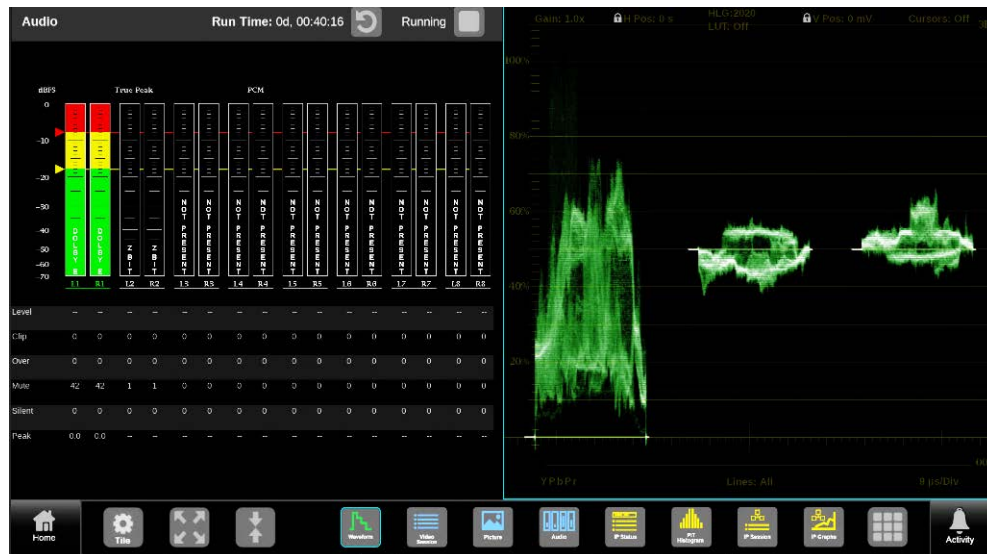 Audio
Run Time: 0d, 00:40:16
Running
dBFS
True Peak
PCM
0
-10
-20
-30
-40
-50
-60
-70
DOLBY E
DOLBY E
Z BIT
Z BIT
NOT PRESENT
NOT PRESENT
NOT PRESENT
NOT PRESENT
NOT PRESENT
NOT PRESENT
NOT PRESENT
NOT PRESENT
NOT PRESENT
NOT PRESENT
NOT PRESENT
NOT PRESENT
L1 R1 L2 R2 L3 R3 L4 R4 L5 R5 L6 R6 L7 R7 L8 R8
Level -- -- -- -- -- -- -- -- -- -- -- -- -- -- -- --
Clip 0 0 0 0 0 0 0 0 0 0 0 0 0 0 0 0
Over 0 0 0 0 0 0 0 0 0 0 0 0 0 0 0 0
Mute 42 42 1 1 0 0 0 0 0 0 0 0 0 0 0 0
Silent 0 0 0 0 0 0 0 0 0 0 0 0 0 0 0 0
Peak 0.0 0.0 -- -- -- -- -- -- -- -- -- -- -- -- -- --
Gain: 1.0x
H Pos: 0 s
HLG:2020
LUT: Off
V Pos: 0 mV
Cursors: Off
100%
80%
60%
40%
20%
YPbPr
Lines: All
9 µs/Div
Home
Tile
Waveform
Video Session
Picture
Audio
IP Status
PIT Histogram
IP Session
IP Graphs
Activity